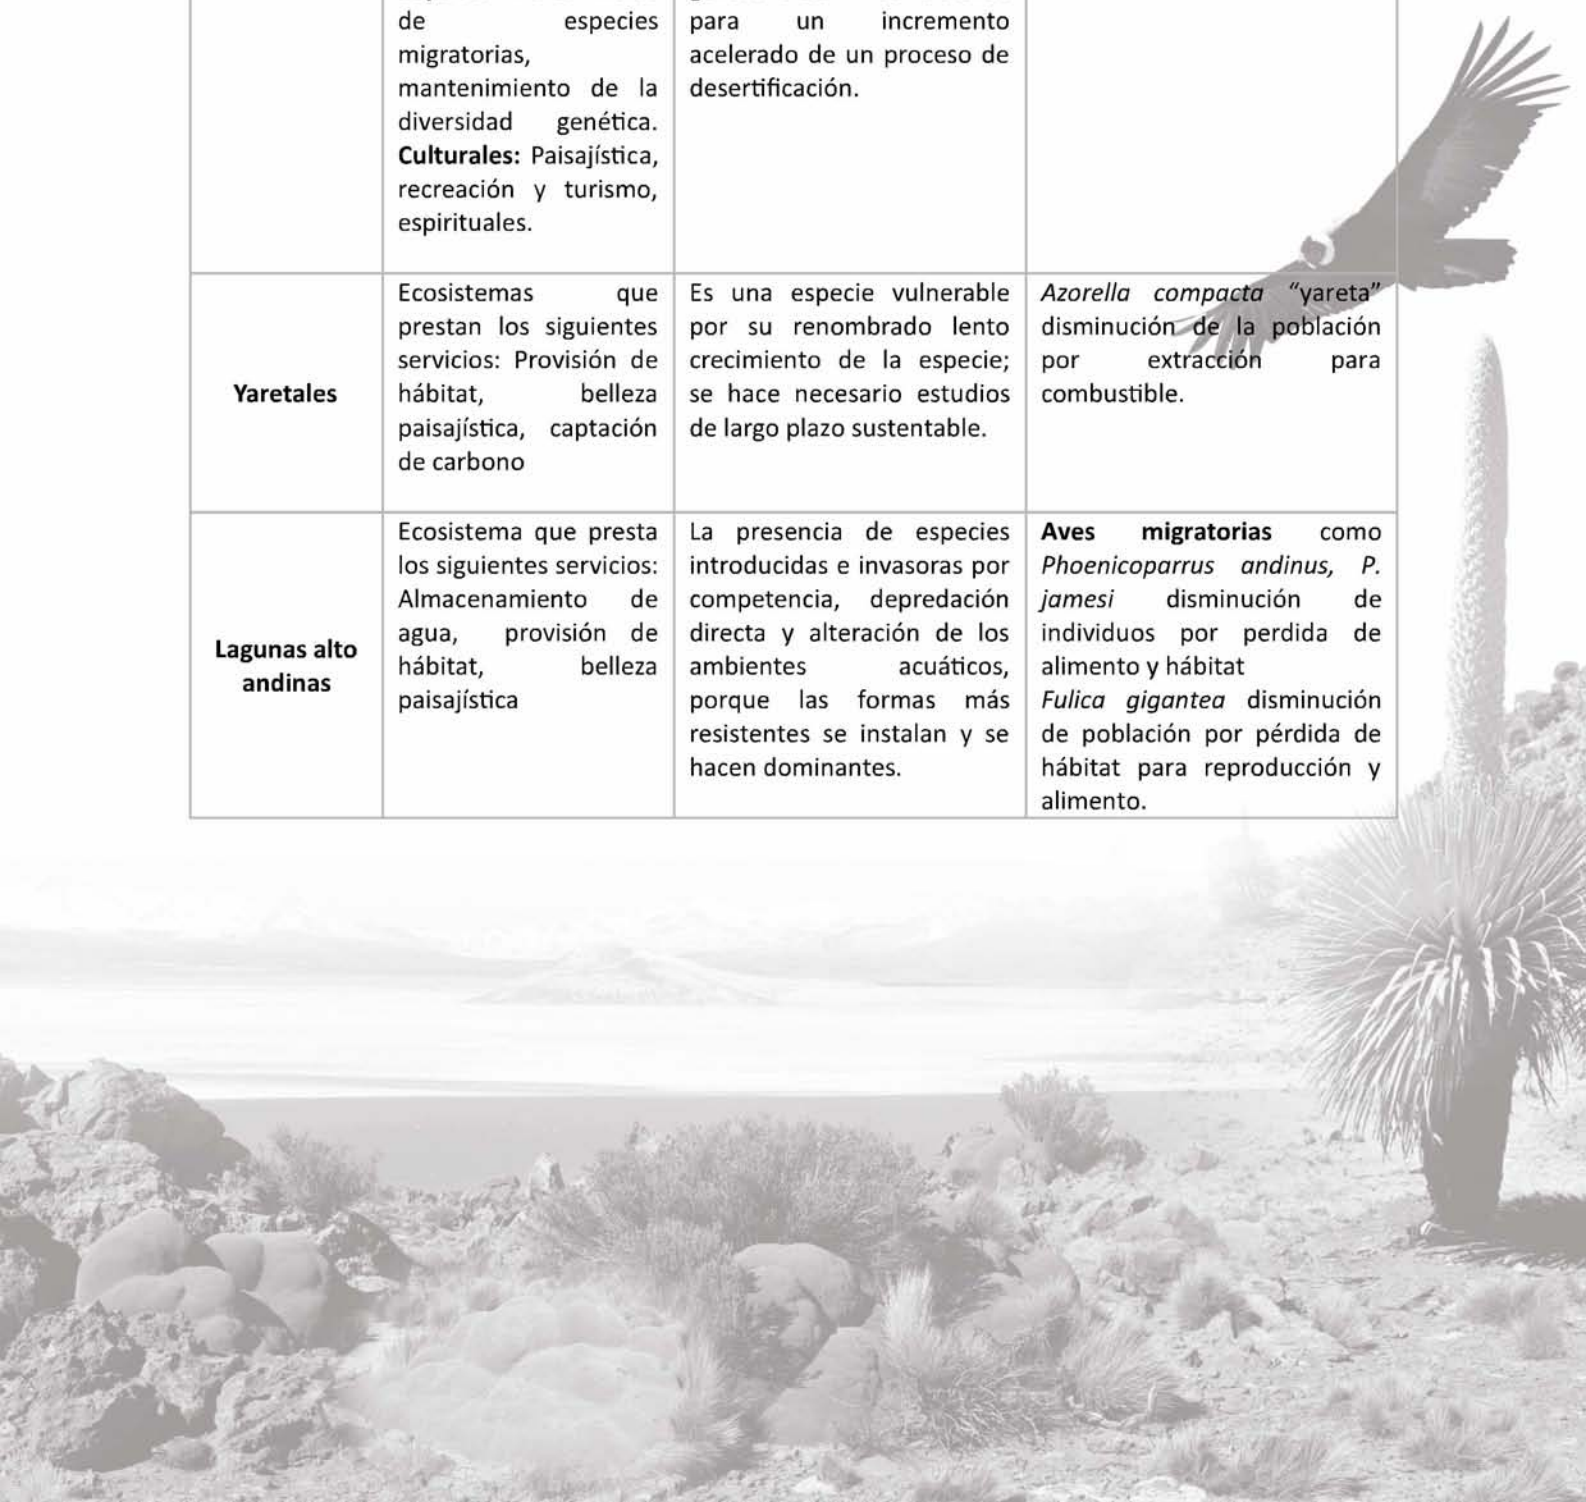 de especies
migratorias,
mantenimiento de la
diversidad genética.
Culturales: Paisajística,
recreación y turismo,
espirituales.
para un incremento
acelerado de un proceso de
desertificación.
Yaretales
Ecosistemas que
prestan los siguientes
servicios: Provisión de
hábitat, belleza
paisajística, captación
de carbono
Es una especie vulnerable
por su renombrado lento
crecimiento de la especie;
se hace necesario estudios
de largo plazo sustentable.
Azorella compacta “yareta”
disminución de la población
por extracción para
combustible.
Lagunas alto
andinas
Ecosistema que presta
los siguientes servicios:
Almacenamiento de
agua, provisión de
hábitat, belleza
paisajística
La presencia de especies
introducidas e invasoras por
competencia, depredación
directa y alteración de los
ambientes acuáticos,
porque las formas más
resistentes se instalan y se
hacen dominantes.
Aves migratorias como
Phoenicoparrus andinus, P.
jamesi disminución de
individuos por perdida de
alimento y hábitat
Fulica gigantea disminución
de población por pérdida de
hábitat para reproducción y
alimento.